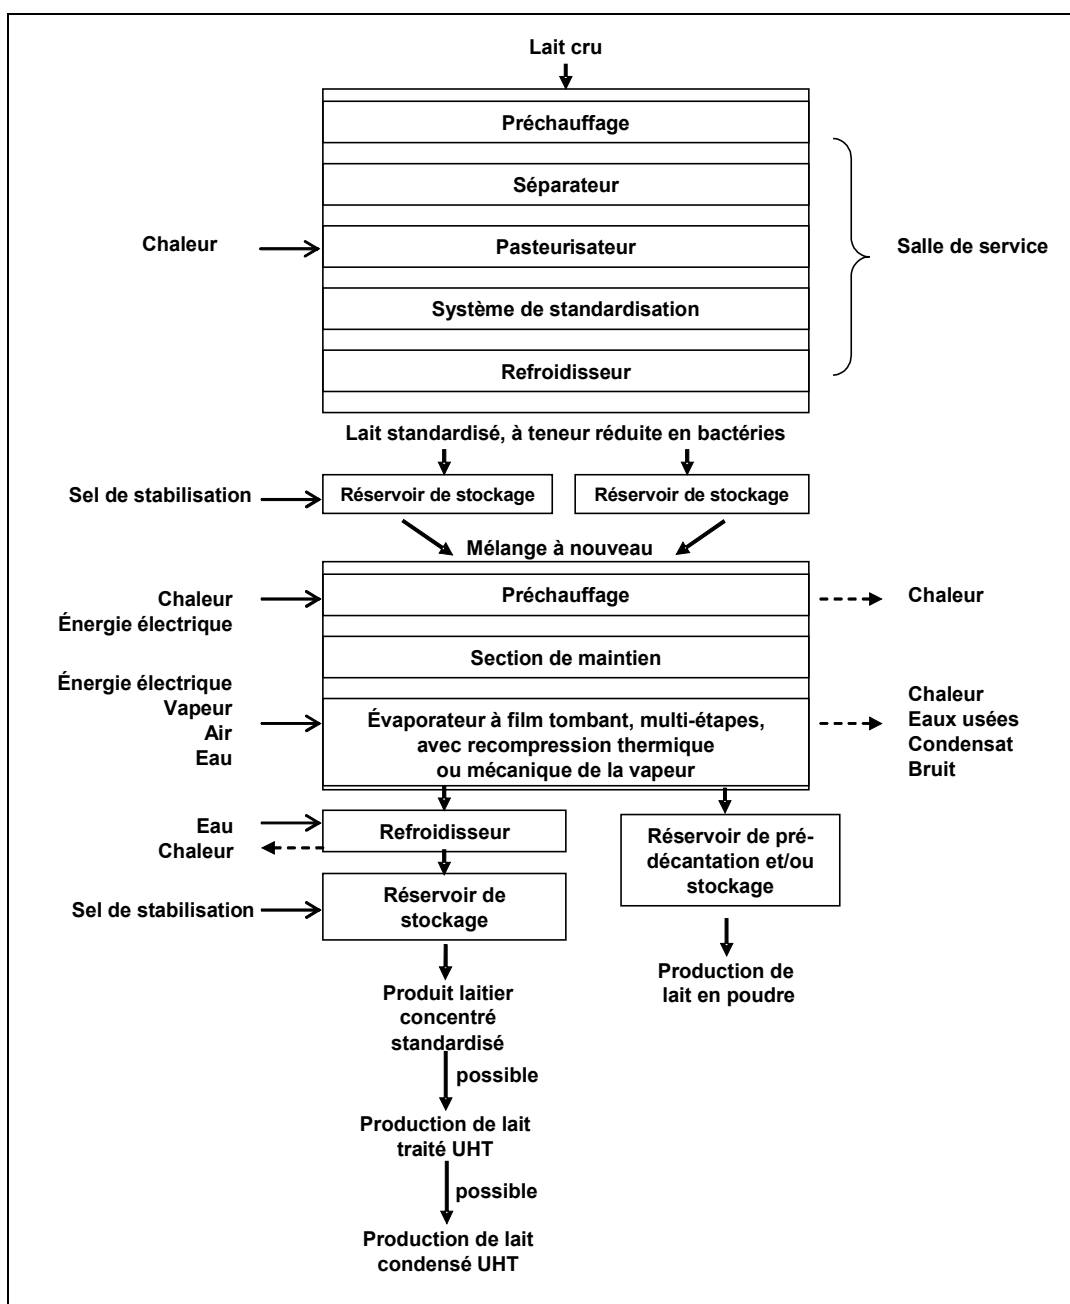 Lait cru
Préchauffage
Séparateur
Chaleur
Pasteurisateur
Salle de service
Système de standardisation
Refroidisseur
Lait standardisé, à teneur réduite en bactéries
Sel de stabilisation
Réservoir de stockage
Réservoir de stockage
Mélange à nouveau
Chaleur
Énergie électrique
Préchauffage
Chaleur
Section de maintien
Énergie électrique
Vapeur
Air
Eau
Évaporateur à film tombant, multi-étapes,
avec recompression thermique
ou mécanique de la vapeur
Chaleur
Eaux usées
Condensat
Bruit
Eau
Chaleur
Refroidisseur
Réservoir de pré-
décantation et/ou
stockage
Sel de stabilisation
Réservoir de
stockage
Production de
lait en poudre
Produit laitier
concentré
standardisé
possible
Production de lait
traité UHT
possible
Production de lait
condensé UHT